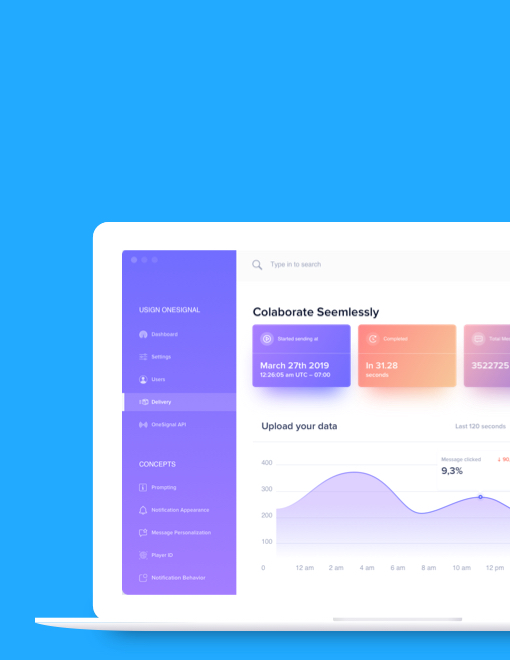 Type in to search
USIGN ONESIGNAL
Dashboard
Settings
Users
Delivery
OneSignal API
CONCEPTS
Prompting
Notification Appearance
Message Personalization
Player ID
Notification Behavior
Colaborate Seemlessly
Started sending at
March 27th 2019
12:26:05 am UTC – 07:00
Completed
In 31.28
seconds
Total Mes
3522725
Upload your data
Last 120 seconds
Message clicked
↓ 90
9,3%
400
300
200
100
0
12 am 2 am 4 am 6 am 8 am 10 am 12 pm